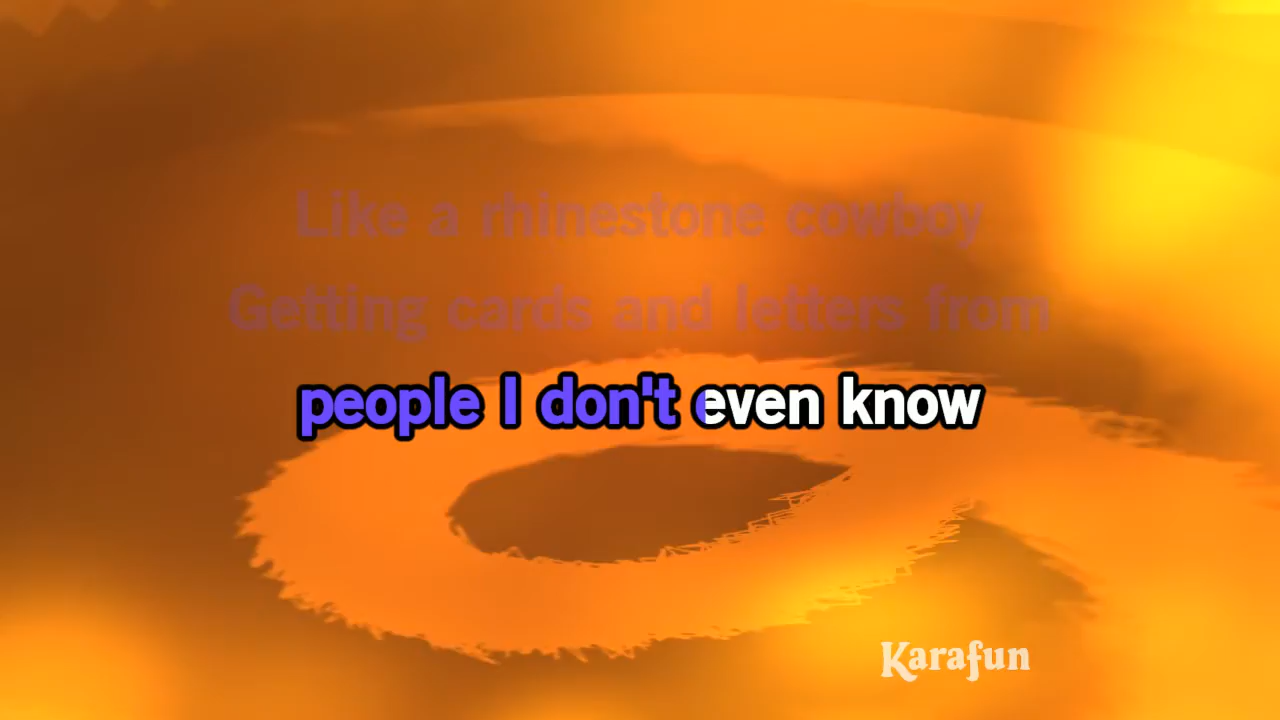 Like a rhinestone cowboy
Getting cards and letters from
people I don't even know
Karafun